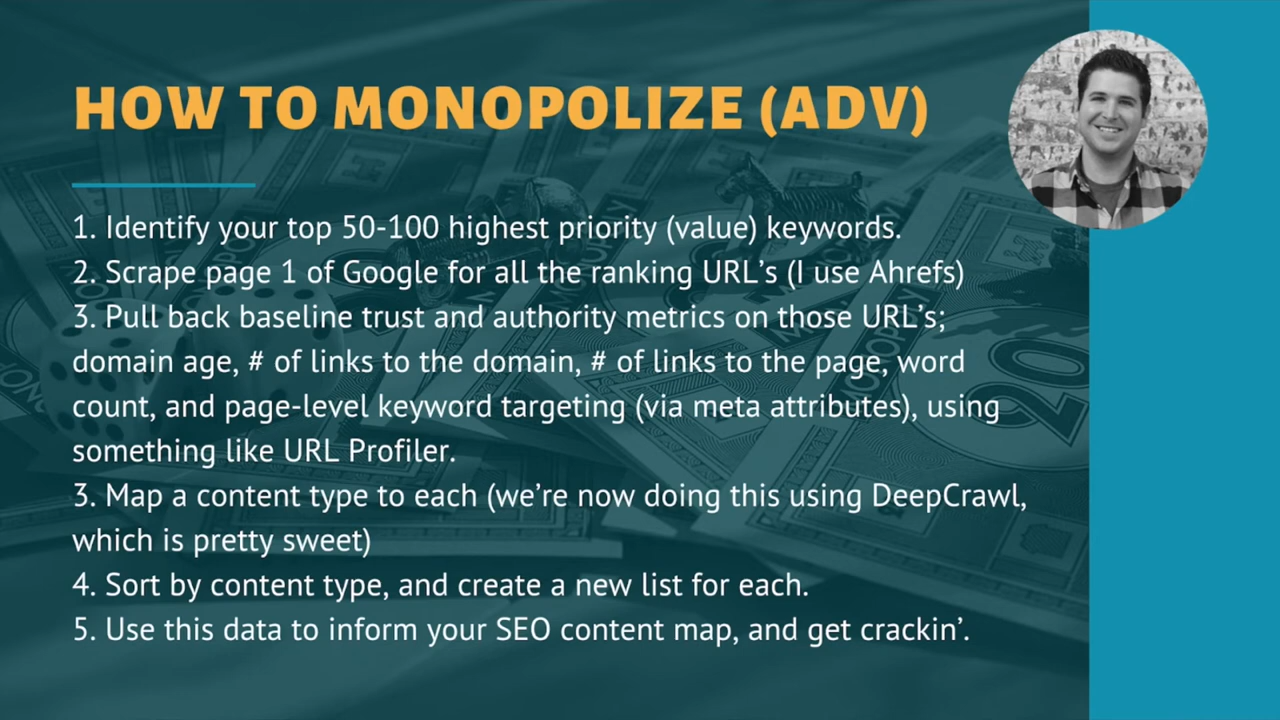 HOW TO MONOPOLIZE (ADV)
1. Identify your top 50-100 highest priority (value) keywords.
2. Scrape page 1 of Google for all the ranking URL's (I use Ahrefs)
3. Pull back baseline trust and authority metrics on those URL's;
domain age, # of links to the domain, # of links to the page, word
count, and page-level keyword targeting (via meta attributes), using
something like URL Profiler.
3. Map a content type to each (we're now doing this using DeepCrawl,
which is pretty sweet)
4. Sort by content type, and create a new list for each.
5. Use this data to inform your SEO content map, and get crackin'.